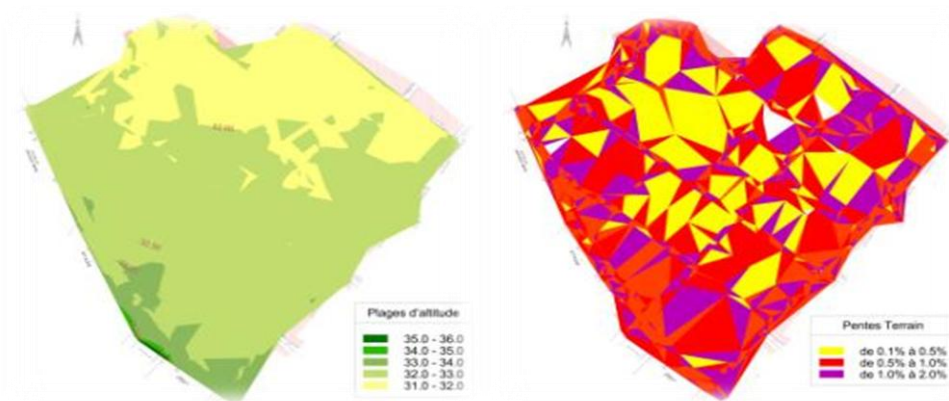 Plages d'altitude
35.0 - 36.0
34.0 - 35.0
33.0 - 34.0
32.0 - 33.0
31.0 - 32.0
Pentes Terrain
de 0.1% à 0.5%
de 0.5% à 1.0%
de 1.0% à 2.0%